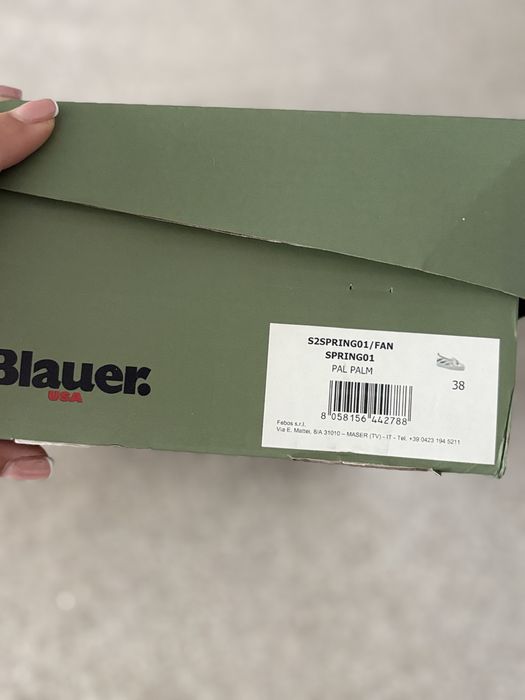 Blauer.
USA
S2SPRING01/FAN
SPRING01
PAL PALM
38
8 058156 442788
Febos s.r.l.
Via E. Mattei, 8/A 31010 – MASER (TV) - IT - Tel. +39 0423 194 5211